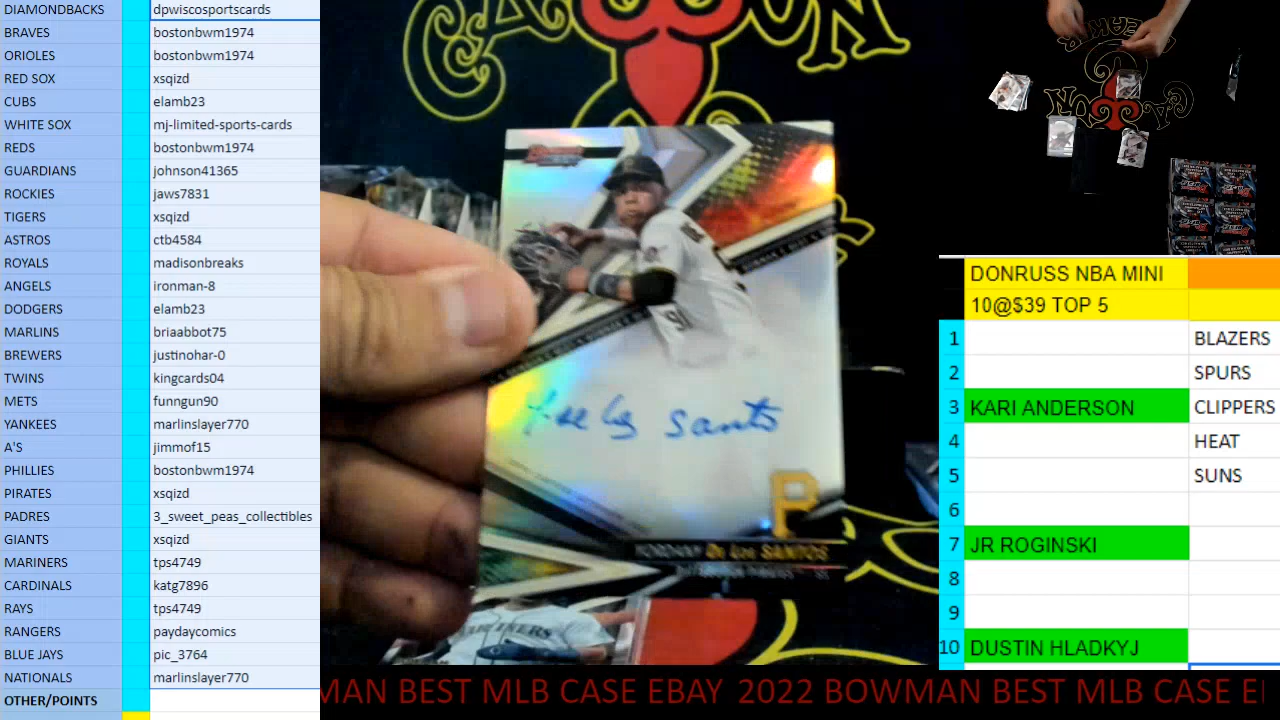 DIAMONDBACKS dpwiscosportscards
BRAVES bostonbwm1974
ORIOLES bostonbwm1974
RED SOX xsqizd
CUBS elamb23
WHITE SOX mj-limited-sports-cards
REDS bostonbwm1974
GUARDIANS johnson41365
ROCKIES jaws7831
TIGERS xsqizd
ASTROS ctb4584
ROYALS madisonbreaks
ANGELS ironman-8
DODGERS elamb23
MARLINS briaabbot75
BREWERS justinohar-0
TWINS kingcards04
METS funngun90
YANKEES marlinslayer770
A'S jimmof15
PHILLIES bostonbwm1974
PIRATES xsqizd
PADRES 3_sweet_peas_collectibles
GIANTS xsqizd
MARINERS tps4749
CARDINALS katg7896
RAYS tps4749
RANGERS paydaycomics
BLUE JAYS pic_3764
NATIONALS marlinslayer770
OTHER/POINTS
91
santos
P
De Los SANTOS
DONRUSS NBA MINI
10@$39 TOP 5
1 BLAZERS
2 SPURS
3 KARI ANDERSON CLIPPERS
4 HEAT
5 SUNS
6
7 JR ROGINSKI
8
9
10 DUSTIN HLADKYJ
MAN BEST MLB CASE EBAY 2022 BOWMAN BEST MLB CASE E